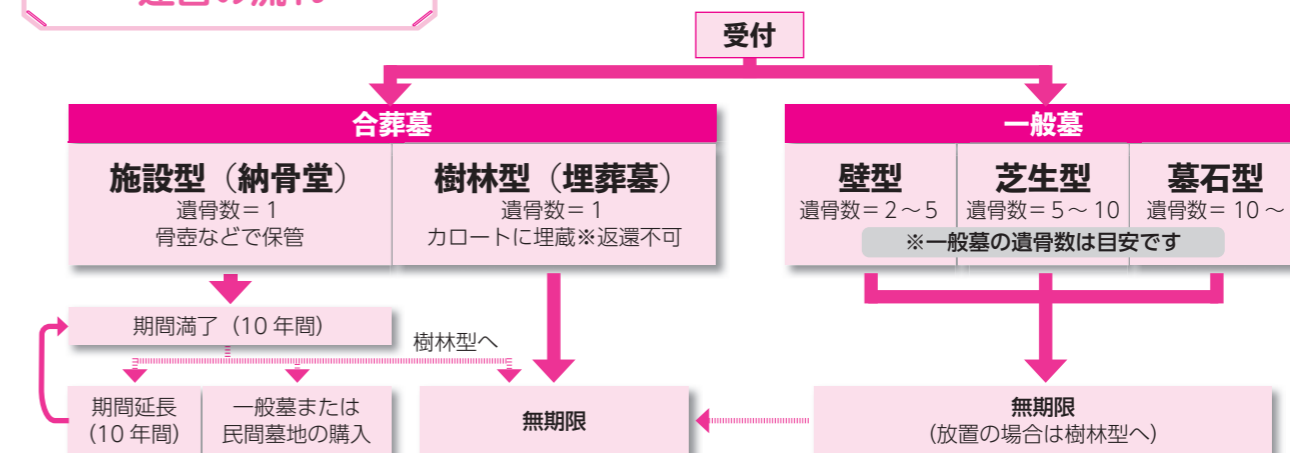 運営の流れ
受付
合葬墓
施設型（納骨堂）
遺骨数＝1
骨壺などで保管
樹林型（埋葬墓）
遺骨数＝1
カロートに埋蔵※返還不可
一般墓
壁型
遺骨数＝2～5
芝生型
遺骨数＝5～10
墓石型
遺骨数＝10～
※一般墓の遺骨数は目安です
期間満了（10年間）
樹林型へ
期間延長
（10年間）
一般墓または
民間墓地の購入
無期限
無期限
（放置の場合は樹林型へ）